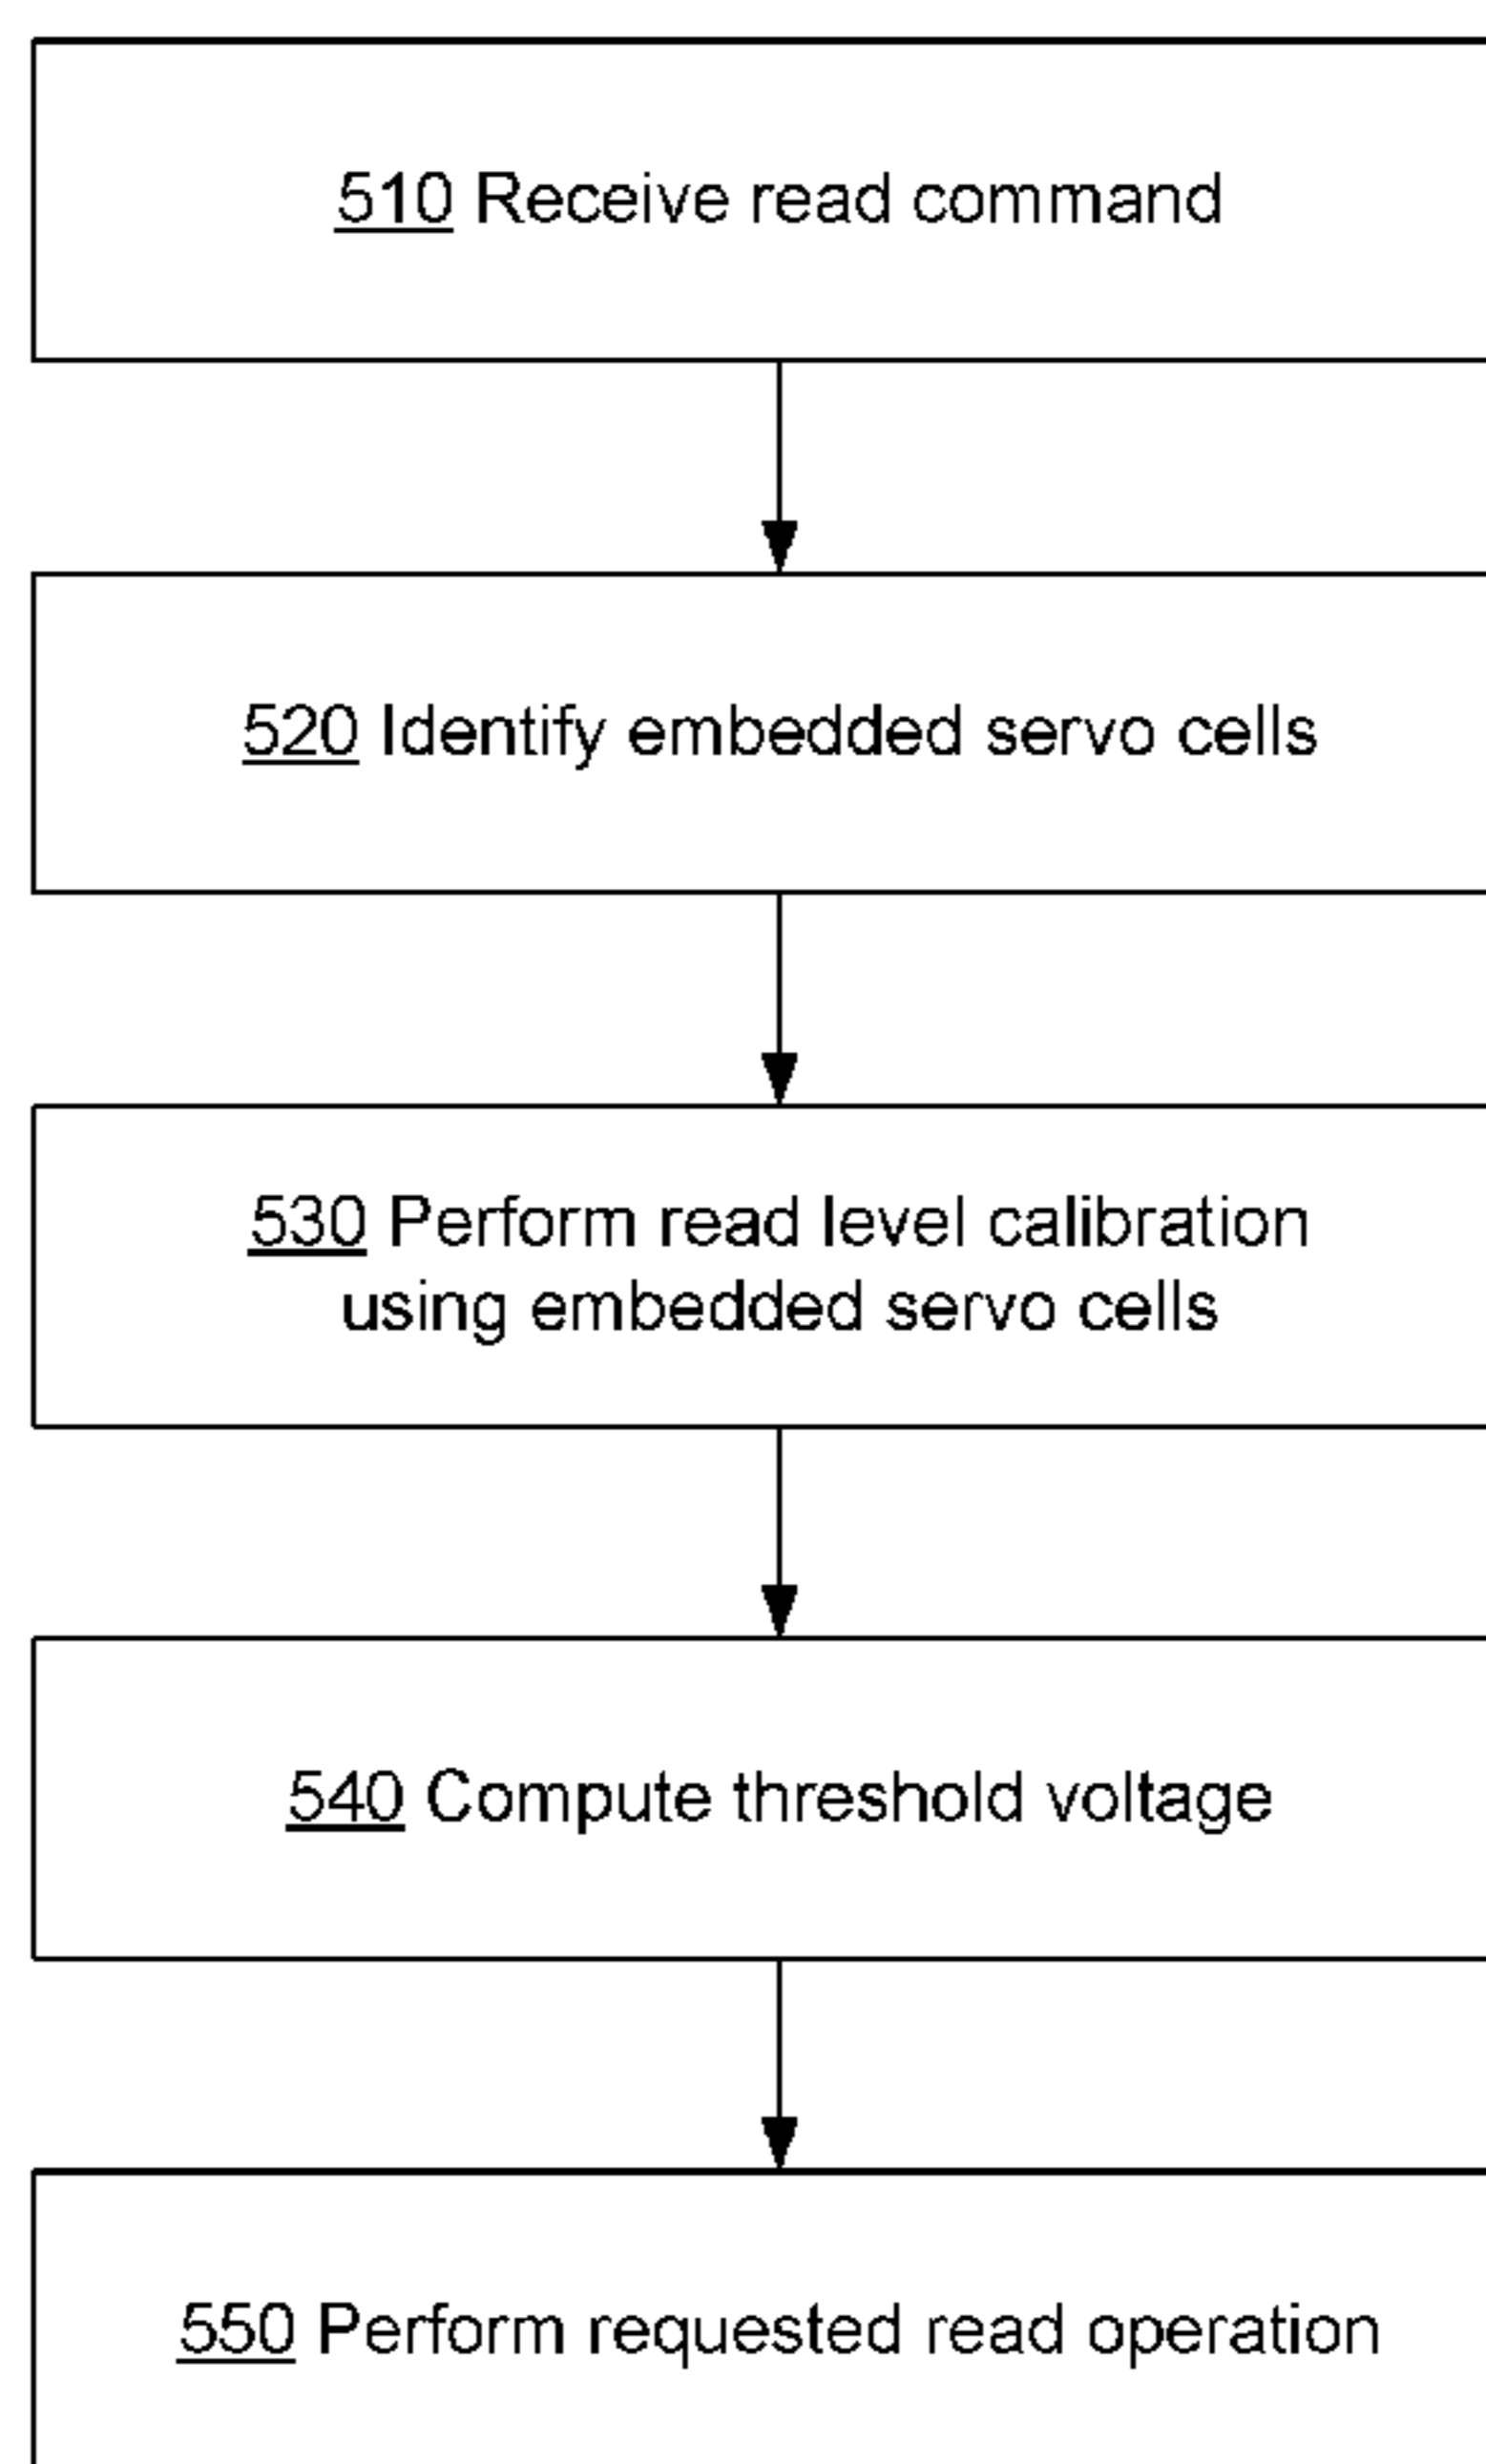 510 Receive read command
520 Identify embedded servo cells
530 Perform read level calibration
using embedded servo cells
540 Compute threshold voltage
550 Perform requested read operation